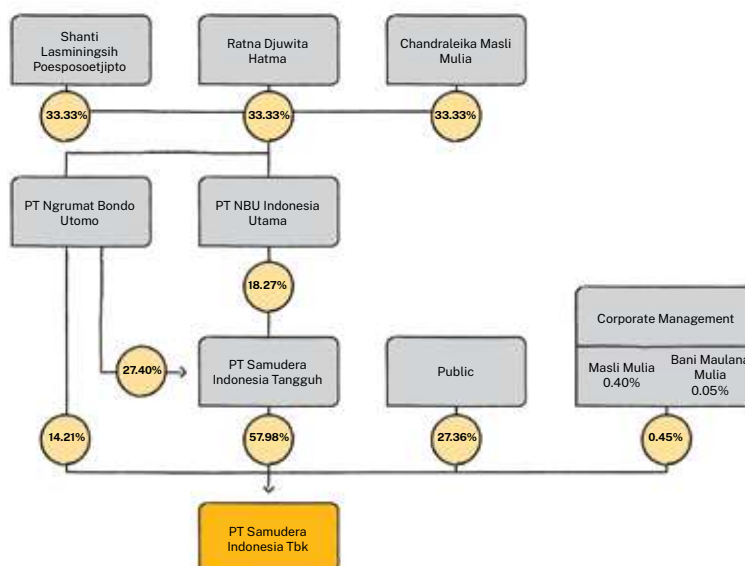 Shanti
Lasminingsih
Poesposoetjipto
Ratna Djuwita
Hatma
Chandraleika Masli
Mulia
33.33%
33.33%
33.33%
PT Ngrumat Bondo
Utomo
PT NBU Indonesia
Utama
18.27%
Corporate Management
27.40%
PT Samudera
Indonesia Tangguh
Public
Masli Mulia
0.40%
Bani Maulana
Mulia
0.05%
14.21%
57.98%
27.36%
0.45%
PT Samudera
Indonesia Tbk